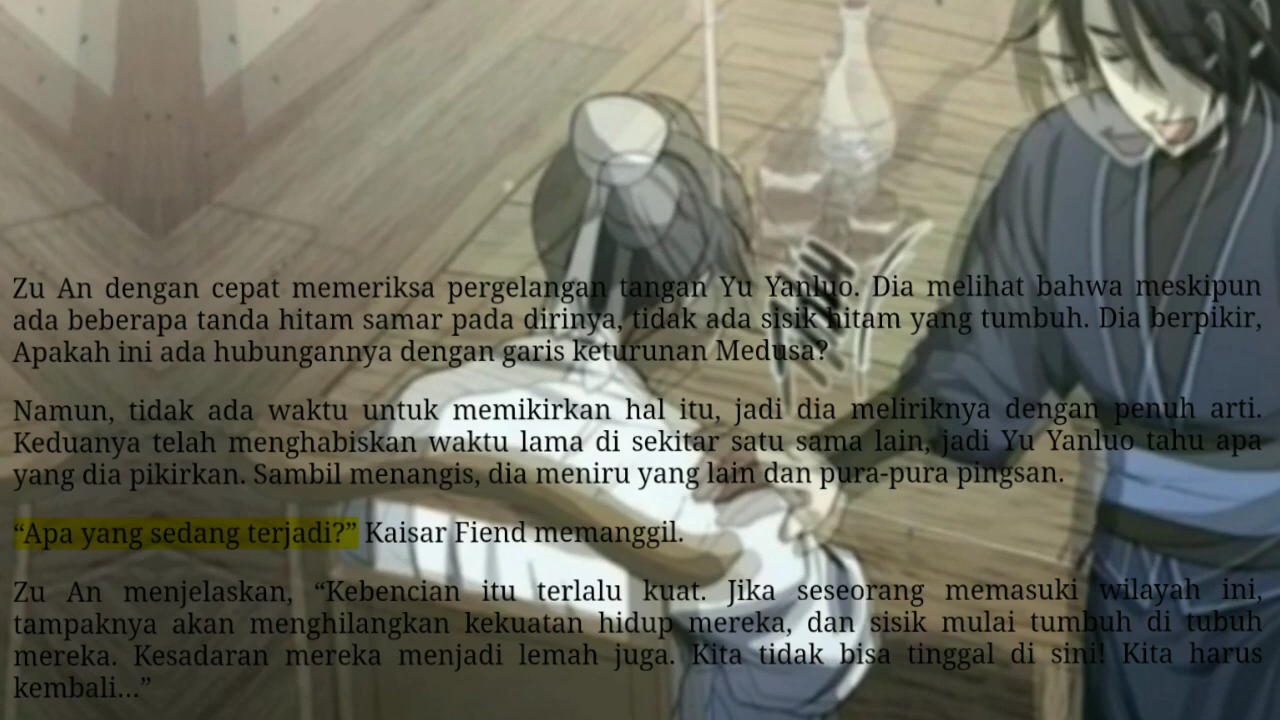 Zu An dengan cepat memeriksa pergelangan tangan Yu Yanluo. Dia melihat bahwa meskipun
ada beberapa tanda hitam samar pada dirinya, tidak ada sisik hitam yang tumbuh. Dia berpikir,
Apakah ini ada hubungannya dengan garis keturunan Medusa?
Namun, tidak ada waktu untuk memikirkan hal itu, jadi dia meliriknya dengan penuh arti.
Keduanya telah menghabiskan waktu lama di sekitar satu sama lain, jadi Yu Yanluo tahu apa
yang dia pikirkan. Sambil menangis, dia meniru yang lain dan pura-pura pingsan.
“Apa yang sedang terjadi?” Kaisar Fiend memanggil.
Zu An menjelaskan, “Kebencian itu terlalu kuat. Jika seseorang memasuki wilayah ini,
tampaknya akan menghilangkan kekuatan hidup mereka, dan sisik mulai tumbuh di tubuh
mereka. Kesadaran mereka menjadi lemah juga. Kita tidak bisa tinggal di sini! Kita harus
kembali…”